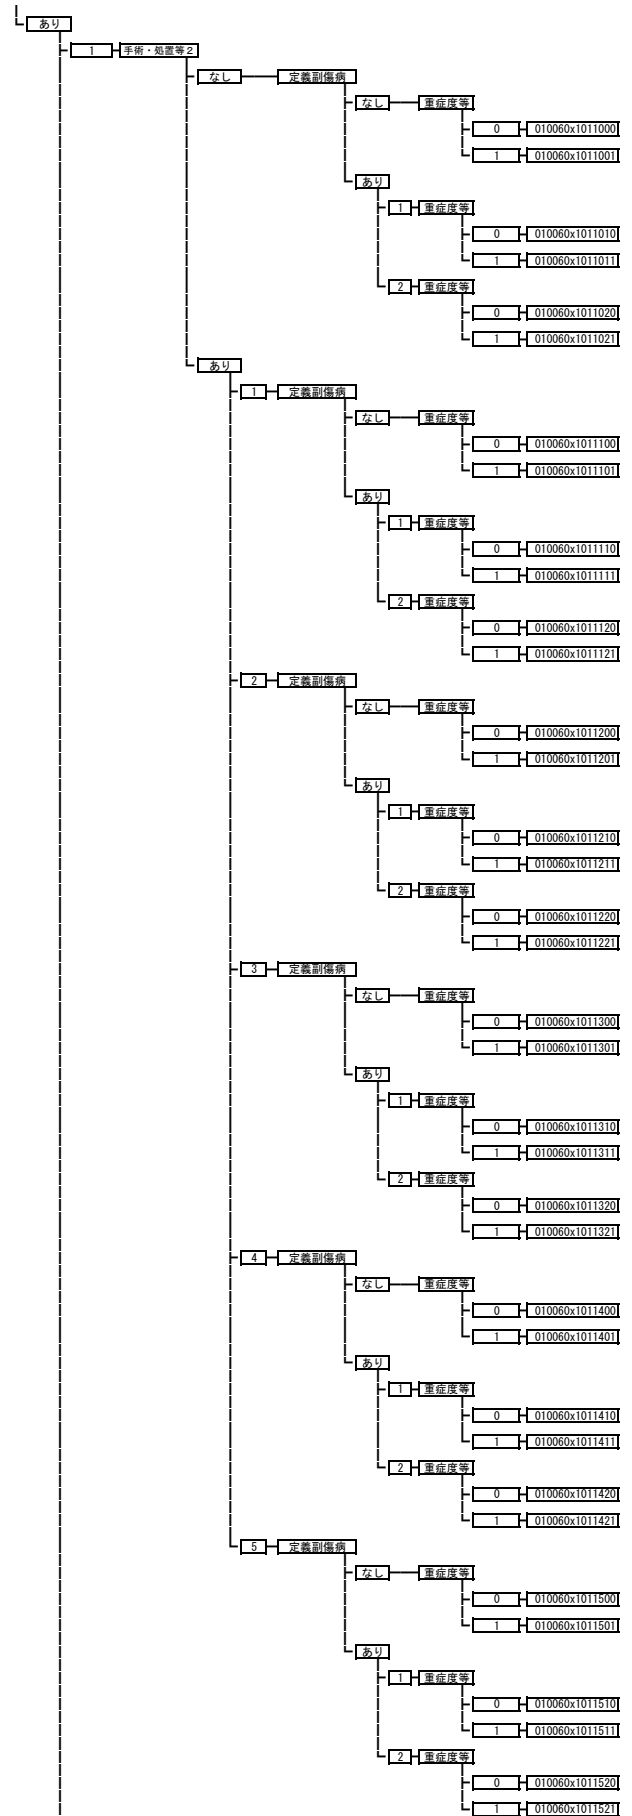 あり
1 手術・処置等２
なし 定義副傷病
なし 重症度等
0 010060x1011000
1 010060x1011001
あり
1 重症度等
0 010060x1011010
1 010060x1011011
2 重症度等
0 010060x1011020
1 010060x1011021
あり
1 定義副傷病
なし 重症度等
0 010060x1011100
1 010060x1011101
あり
1 重症度等
0 010060x1011110
1 010060x1011111
2 重症度等
0 010060x1011120
1 010060x1011121
2 定義副傷病
なし 重症度等
0 010060x1011200
1 010060x1011201
あり
1 重症度等
0 010060x1011210
1 010060x1011211
2 重症度等
0 010060x1011220
1 010060x1011221
3 定義副傷病
なし 重症度等
0 010060x1011300
1 010060x1011301
あり
1 重症度等
0 010060x1011310
1 010060x1011311
2 重症度等
0 010060x1011320
1 010060x1011321
4 定義副傷病
なし 重症度等
0 010060x1011400
1 010060x1011401
あり
1 重症度等
0 010060x1011410
1 010060x1011411
2 重症度等
0 010060x1011420
1 010060x1011421
5 定義副傷病
なし 重症度等
0 010060x1011500
1 010060x1011501
あり
1 重症度等
0 010060x1011510
1 010060x1011511
2 重症度等
0 010060x1011520
1 010060x1011521